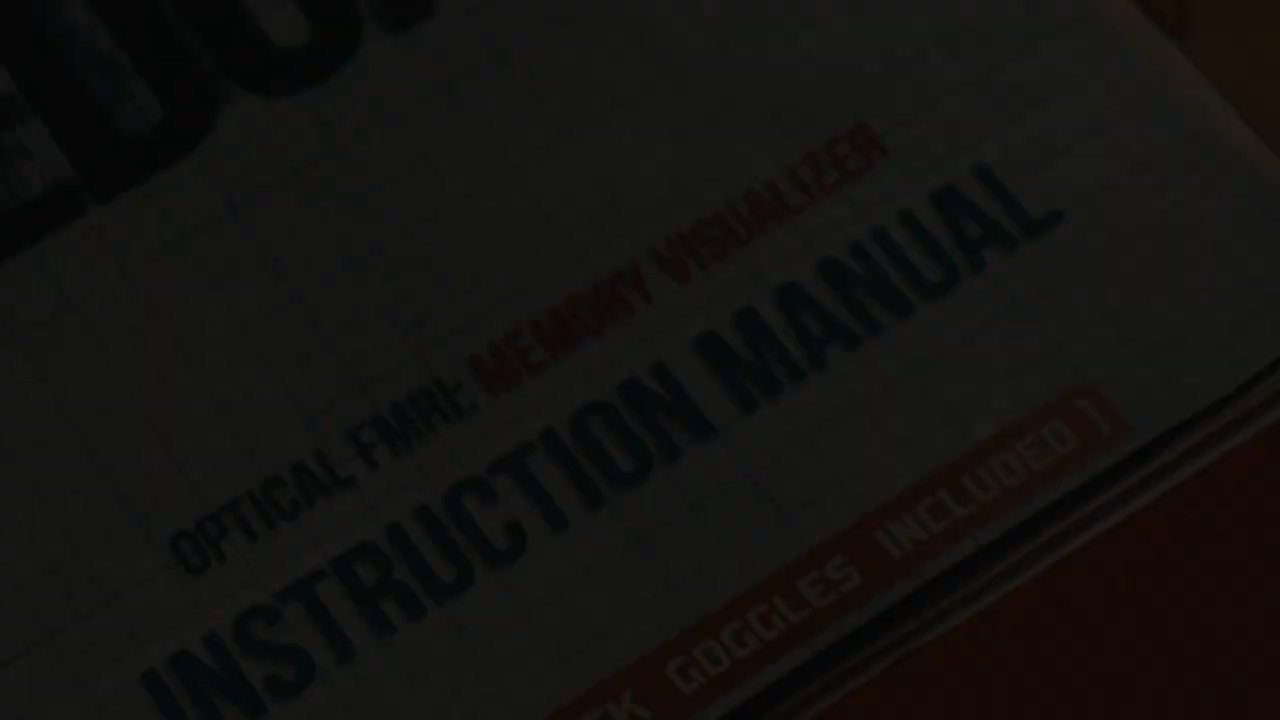 OPTICAL FMRI: MEMORY VISUALIZER
INSTRUCTION MANUAL
GOGGLES INCLUDED )